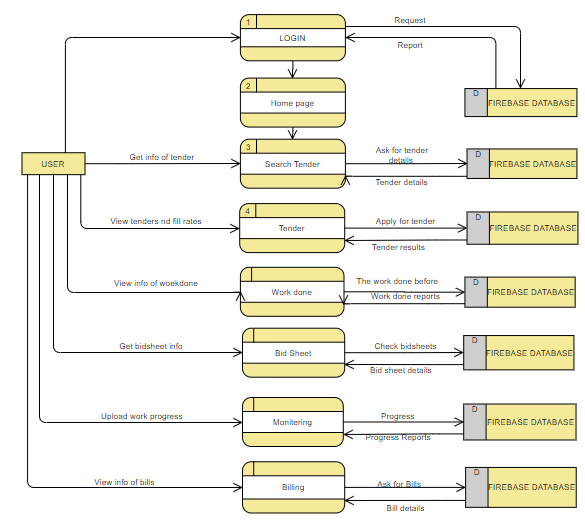 1
LOGIN
Request
Report
D
FIREBASE DATABASE
2
Home page
3
USER
Get info of tender
Search Tender
Ask for tender
details
Tender details
D
FIREBASE DATABASE
4
View tenders nd fill rates
Tender
Apply for tender
Tender results
D
FIREBASE DATABASE
View info of woekdone
Work done
The work done before
Work done reports
D
FIREBASE DATABASE
Get bidsheet info
Bid Sheet
Check bidsheets
Bid sheet details
D
FIREBASE DATABASE
Upload work progress
Monitering
Progress
Progress Reports
D
FIREBASE DATABASE
View info of bills
Billing
Ask for Bills
Bill details
D
FIREBASE DATABASE